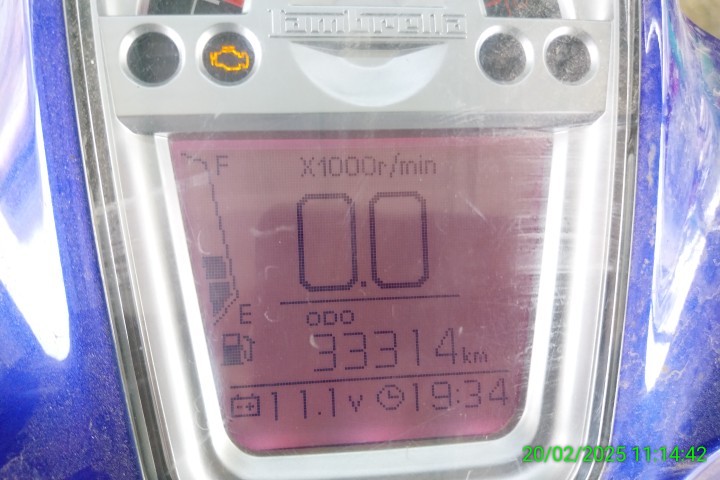 Lambretta
F
X1000r/min
0.0
E
ODO
33314km
11.1v 19:34
20/02/2025 11:14:42